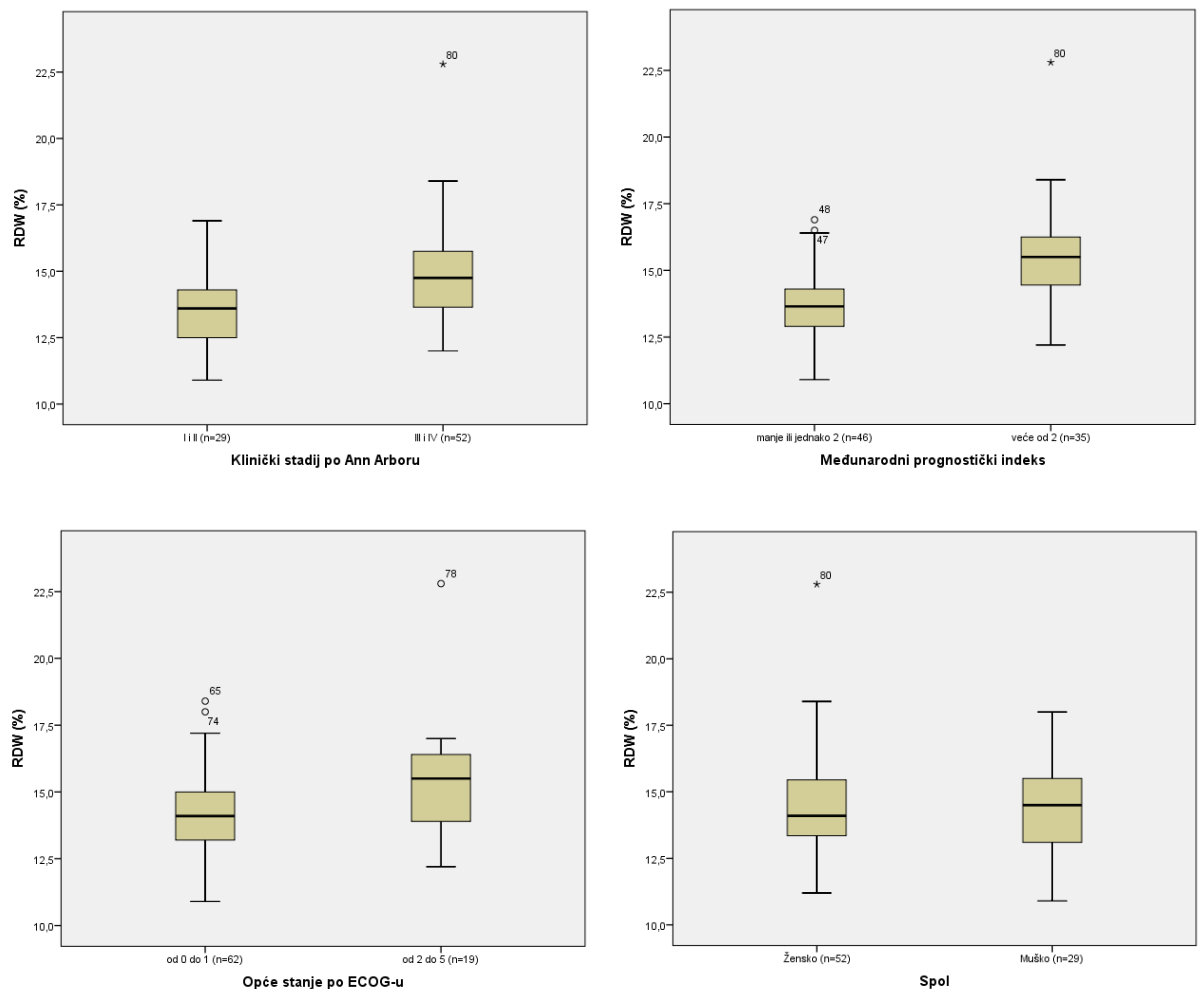 80
22,5
20,0
17,5
15,0
12,5
10,0
RDW (%)
I i II (n=29)
III i IV (n=52)
Klinički stadij po Ann Arboru
80
22,5
20,0
17,5
15,0
12,5
10,0
RDW (%)
48
47
manje ili jednako 2 (n=46)
veće od 2 (n=35)
Međunarodni prognostički indeks
78
22,5
20,0
17,5
15,0
12,5
10,0
RDW (%)
65
74
od 0 do 1 (n=62)
od 2 do 5 (n=19)
Opće stanje po ECOG-u
80
22,5
20,0
17,5
15,0
12,5
10,0
RDW (%)
Žensko (n=52)
Muško (n=29)
Spol